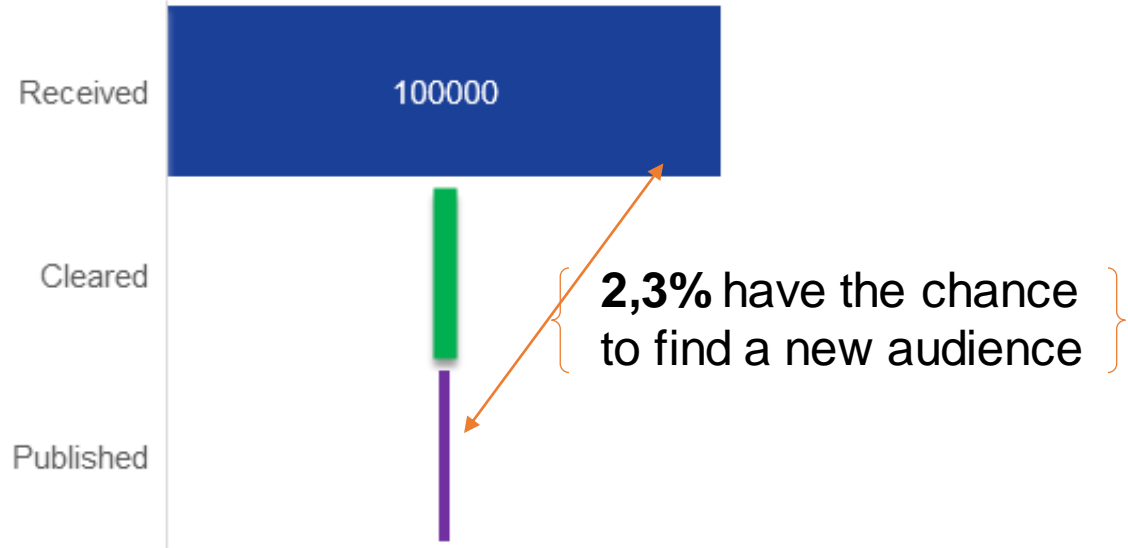 Received
100000
Cleared
2,3% have the chance
to find a new audience
Published